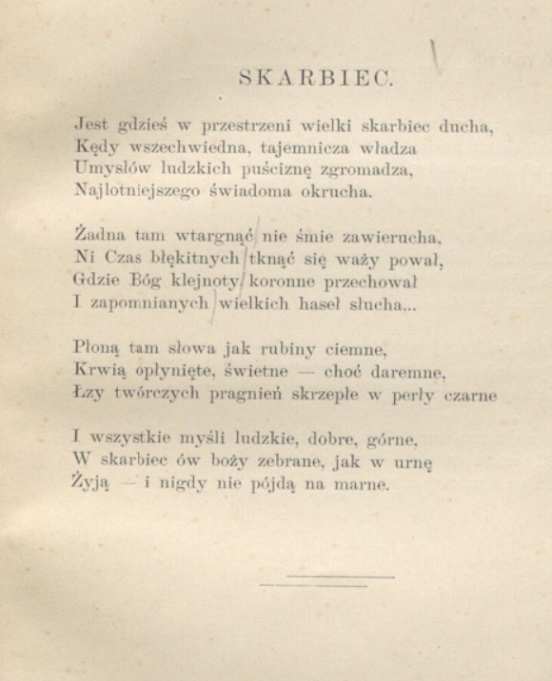 SKARBIEC.
Jest gdzieś w przestrzeni wielki skarbiec ducha,
Kędy wszechwiedna, tajemnicza władza
Umysłów ludzkich puściznę zgromadza,
Najlotniejszego świadoma okrucha.
Żadna tam wtargnąć nie śmie zawierucha,
Ni Czas błękitnych tknąć się waży pował,
Gdzie Bóg klejnoty koronne przechował
I zapomnianych wielkich haseł słucha...
Płoną tam słowa jak rubiny ciemne,
Krwią opłynięte, świetne — choć daremne,
Łzy twórczych pragnień skrzepłe w perły czarne
I wszystkie myśli ludzkie, dobre, górne,
W skarbiec ów boży zebrane, jak w urnę
Żyją — i nigdy nie pójdą na marne.